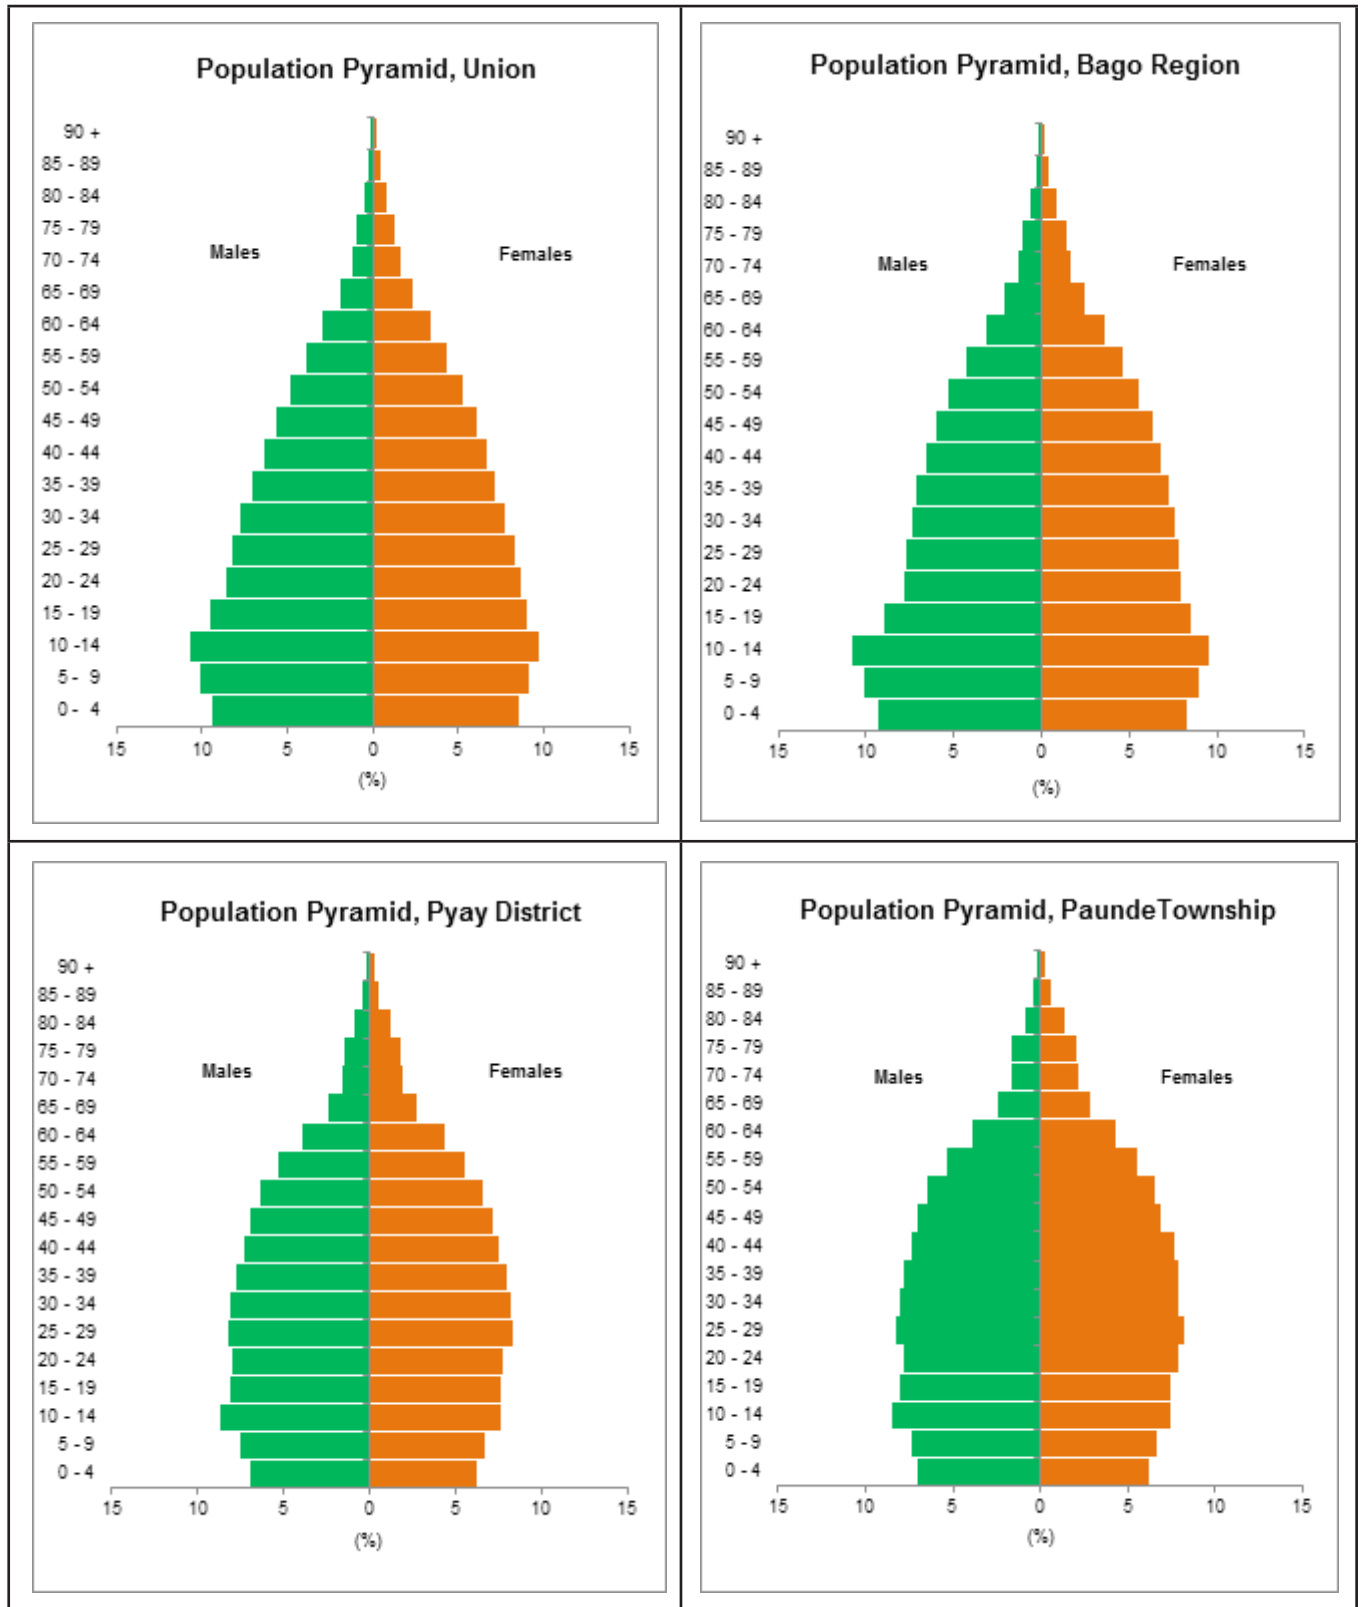 Population Pyramid, Union
90 +
85 - 89
80 - 84
75 - 79
70 - 74
65 - 69
60 - 64
55 - 59
50 - 54
45 - 49
40 - 44
35 - 39
30 - 34
25 - 29
20 - 24
15 - 19
10 -14
5 - 9
0 - 4
Males
Females
15 10 5 0 5 10 15
(%)
Population Pyramid, Bago Region
90 +
85 - 89
80 - 84
75 - 79
70 - 74
65 - 69
60 - 64
55 - 59
50 - 54
45 - 49
40 - 44
35 - 39
30 - 34
25 - 29
20 - 24
15 - 19
10 - 14
5 - 9
0 - 4
Males
Females
15 10 5 0 5 10 15
(%)
Population Pyramid, Pyay District
90 +
85 - 89
80 - 84
75 - 79
70 - 74
65 - 69
60 - 64
55 - 59
50 - 54
45 - 49
40 - 44
35 - 39
30 - 34
25 - 29
20 - 24
15 - 19
10 - 14
5 - 9
0 - 4
Males
Females
15 10 5 0 5 10 15
(%)
Population Pyramid, PaundeTownship
90 +
85 - 89
80 - 84
75 - 79
70 - 74
65 - 69
60 - 64
55 - 59
50 - 54
45 - 49
40 - 44
35 - 39
30 - 34
25 - 29
20 - 24
15 - 19
10 - 14
5 - 9
0 - 4
Males
Females
15 10 5 0 5 10 15
(%)